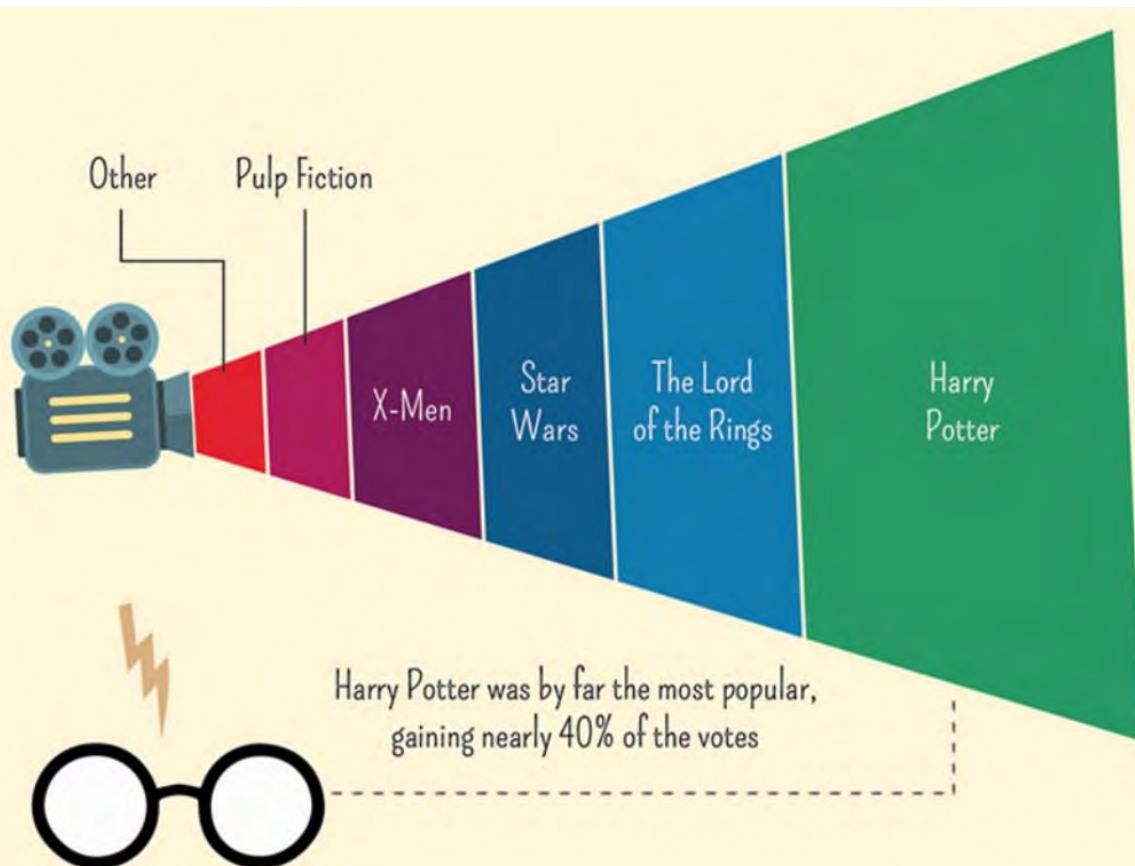 Other
Pulp Fiction
X-Men
Star
Wars
The Lord
of the Rings
Harry
Potter
Harry Potter was by far the most popular,
gaining nearly 40% of the votes